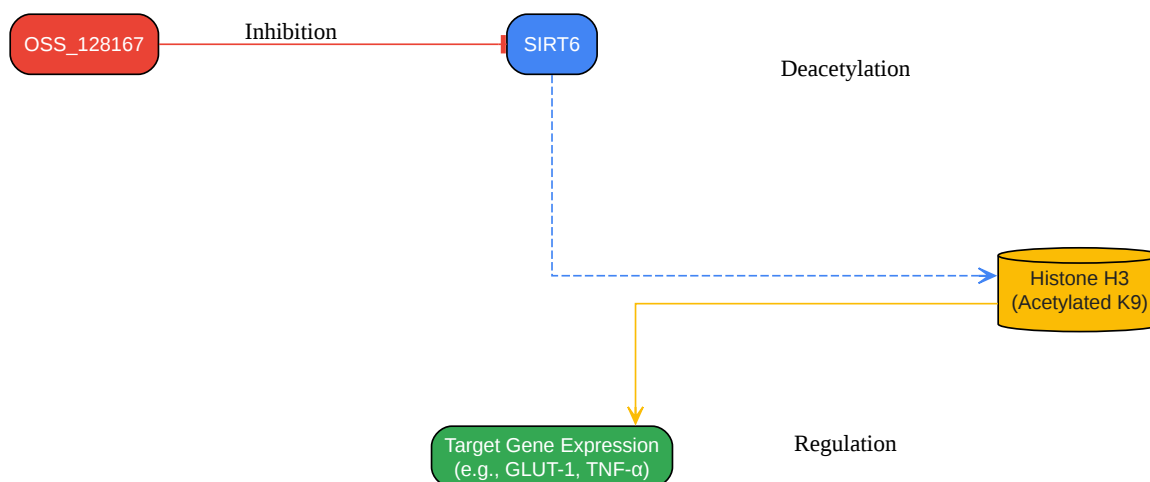 OSS_128167
Inhibition
SIRT6
Deacetylation
Histone H3
(Acetylated K9)
Target Gene Expression
(e.g., GLUT-1, TNF-α)
Regulation